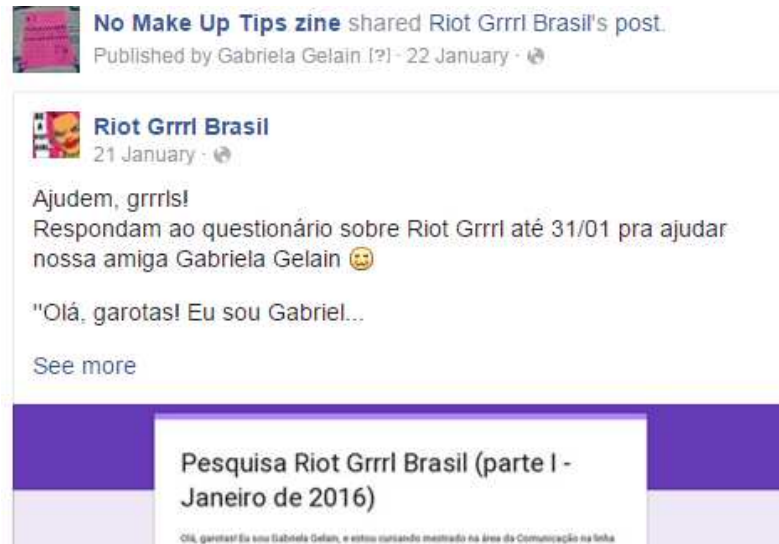 No Make Up Tips zine shared Riot Grrrl Brasil's post.
Published by Gabriela Gelain [?] · 22 January ·
Riot Grrrl Brasil
21 January ·
Ajudem, grrrls!
Respondam ao questionário sobre Riot Grrrl até 31/01 pra ajudar
nossa amiga Gabriela Gelain
"Olá, garotas! Eu sou Gabriel...
See more
Pesquisa Riot Grrrl Brasil (parte I -
Janeiro de 2016)
Olá, garotas! Eu sou Gabriela Gelain, e estou cursando mestrado na área da Comunicação na linha